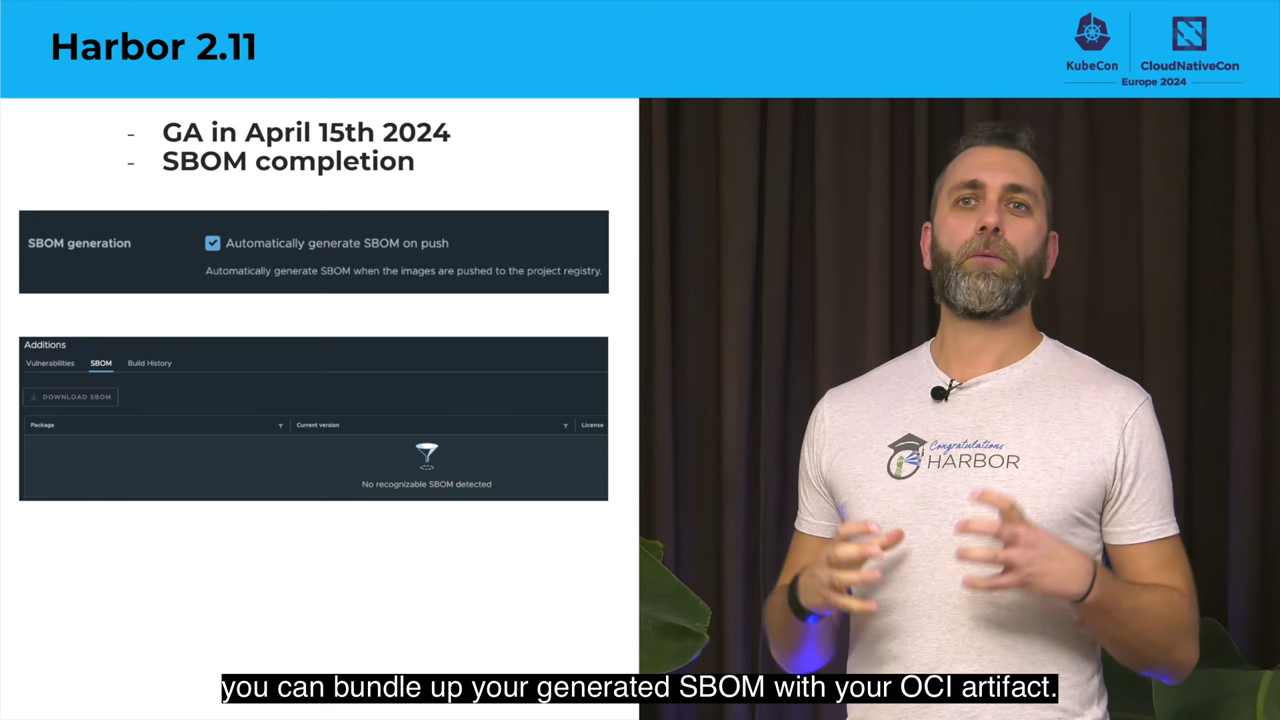 Harbor 2.11
KubeCon
CloudNativeCon
Europe 2024
- GA in April 15th 2024
- SBOM completion
SBOM generation
Automatically generate SBOM on push
Automatically generate SBOM when the images are pushed to the project registry.
Additions
Vulnerabilities SBOM Build History
DOWNLOAD SBOM
Package Current version License
No recognizable SBOM detected
Congratulations
HARBOR
you can bundle up your generated SBOM with your OCI artifact.